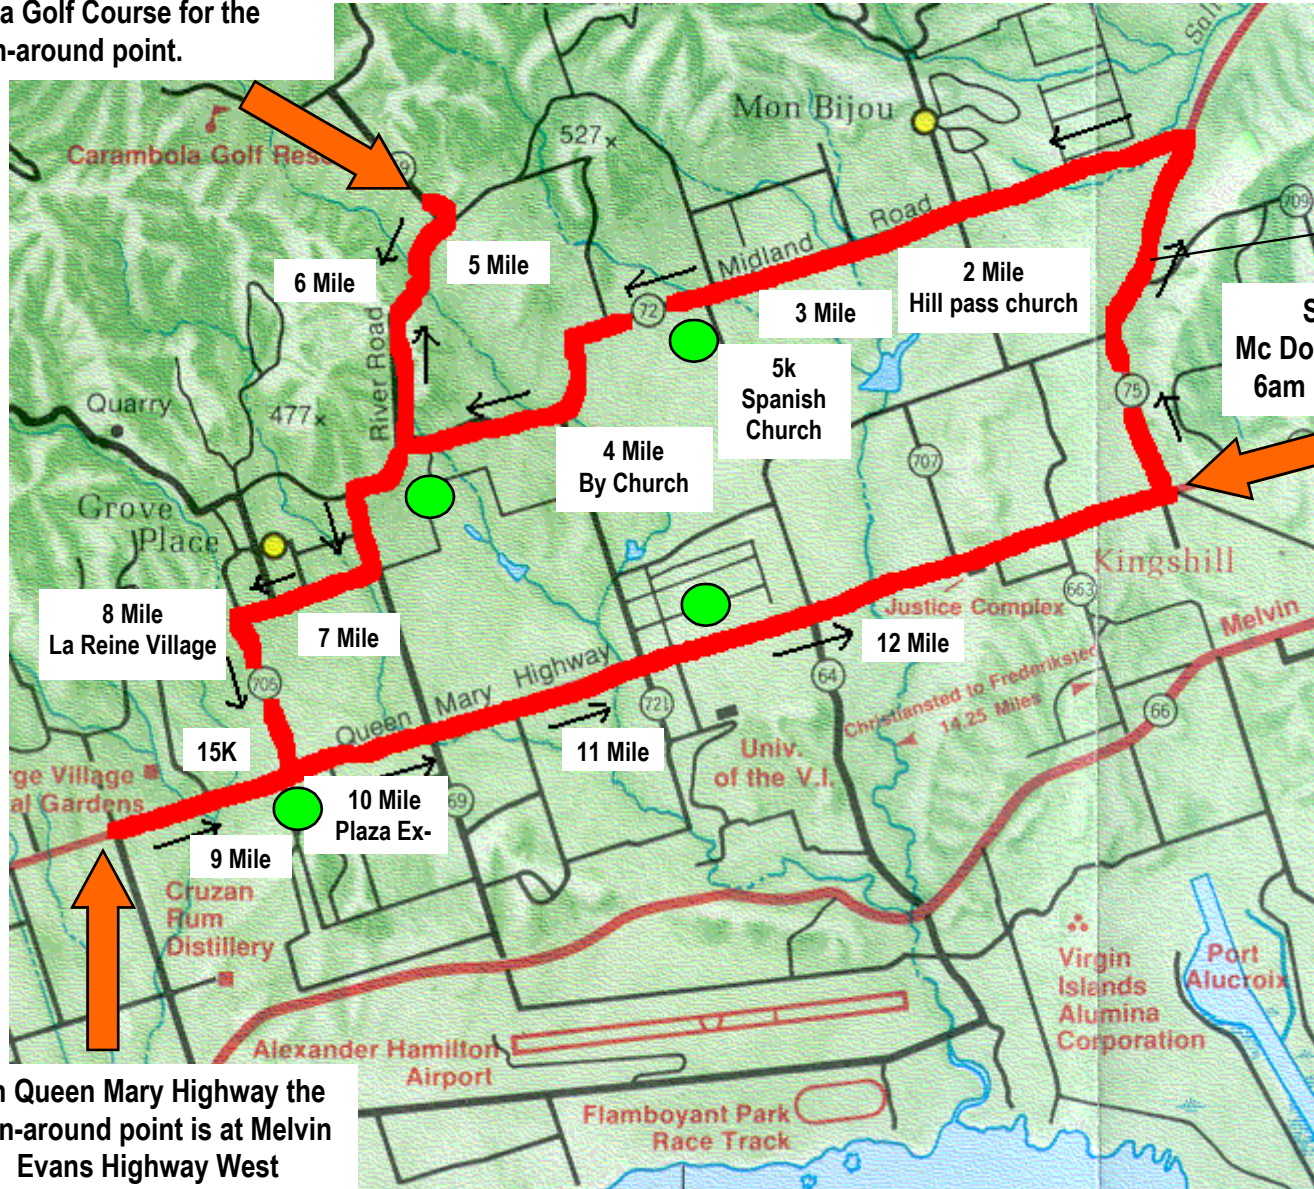 a Golf Course for the
n-around point.
Mon Bijou
527x
Carambola Golf Res
709
Midland Road
5 Mile
6 Mile
2 Mile
Hill pass church
72
3 Mile
S
Mc Do
6am
5k
Spanish
Church
75
River Road
Quarry
477x
4 Mile
By Church
707
Grove
Place
Kingshill
663
Justice Complex
Melvin
8 Mile
La Reine Village
7 Mile
12 Mile
Queen Mary Highway
705
64
721
66
Christiansted to Frederiksted
14.25 Miles
15K
11 Mile
Univ.
of the V.I.
rge Village
al Gardens
10 Mile
Plaza Ex-
69
9 Mile
Cruzan
Rum
Distillery
Virgin
Islands
Alumina
Corporation
Port
Alucroix
Alexander Hamilton
Airport
Flamboyant Park
Race Track
n Queen Mary Highway the
n-around point is at Melvin
Evans Highway West